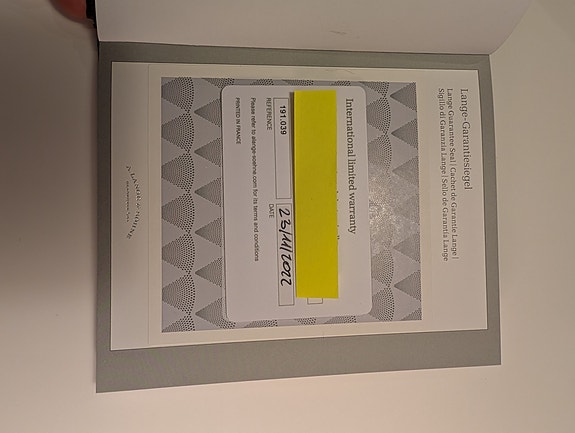 Lange-Garantiesiegel
Lange Guarantee Seal | Cachet de Garantie Lange |
Sigillo di Garanzia Lange | Sello de Garantía Lange
International limited warranty
REFERENCE
191.039
DATE
23/11/2022
Please refer to alange-soehne.com for its terms and conditions
PRINTED IN FRANCE
A. LANGE & SÖHNE